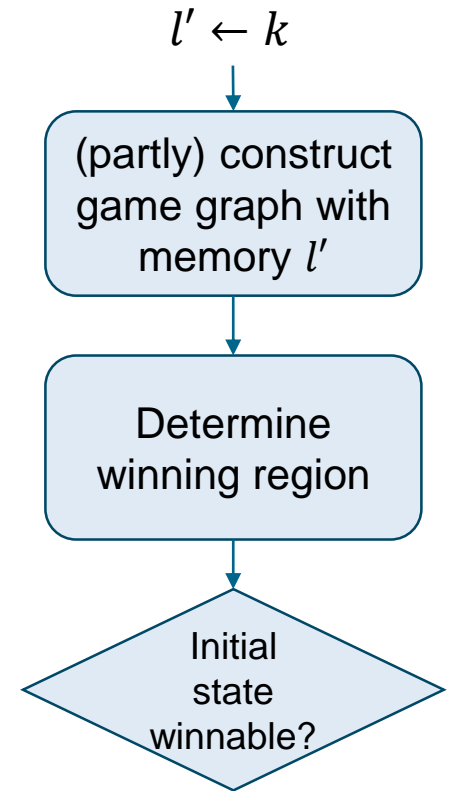 l′ ← k
(partly) construct
game graph with
memory l′
Determine
winning region
Initial
state
winnable?